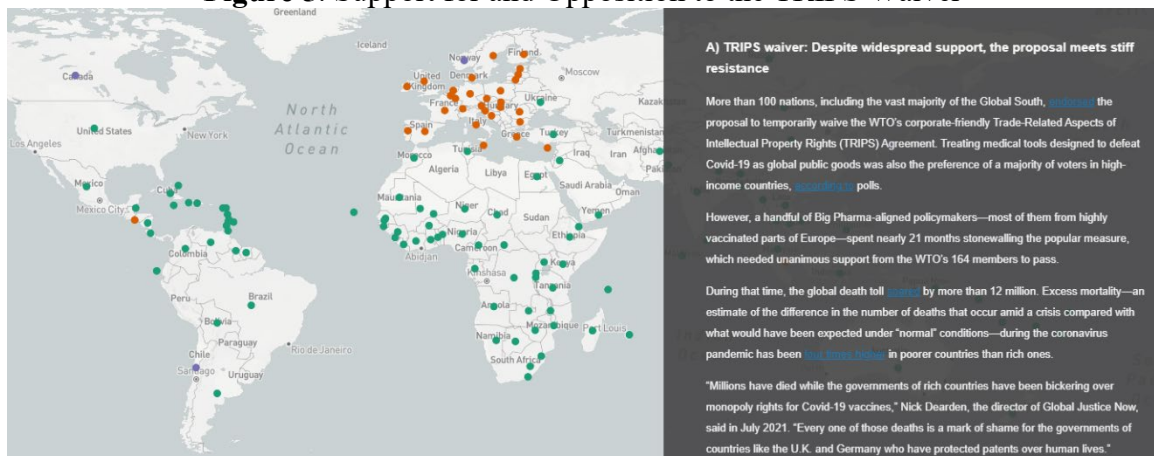 Figure 3. Support for and Opposition to the TRIPS Waiver
Greenland
Iceland
Norway
Finland
Canada
United
Kingdom
Denmark
Moscow
North
Atlantic
Ocean
France
Hungary
Ukraine
Kazak
United States
New York
Los Angeles
Spain
Italy
Greece
Turkey
Turkmenistan
Morocco
Tunisia
Iraq
Iran
Afgha
Pak
Algeria
Libya
Egypt
Saudi Arabia
Oman
Mexico
Mexico City
Cu
Mauritania
Niger
Chad
Sudan
Yemen
Nigeria
Ethiopia
Abidjan
Cameroon
Colombia
Kinshasa
Kenya
Tanzania
Peru
Brazil
Bolivia
Angola
Mozambique
Port Louis
Paraguay
Rio de Janeiro
Namibia
Chile
Santiago
Uruguay
South Africa
A) TRIPS waiver: Despite widespread support, the proposal meets stiff
resistance
More than 100 nations, including the vast majority of the Global South, endorsed the
proposal to temporarily waive the WTO's corporate-friendly Trade-Related Aspects of
Intellectual Property Rights (TRIPS) Agreement. Treating medical tools designed to defeat
Covid-19 as global public goods was also the preference of a majority of voters in high-
income countries, according to polls.
However, a handful of Big Pharma-aligned policymakers—most of them from highly
vaccinated parts of Europe—spent nearly 21 months stonewalling the popular measure,
which needed unanimous support from the WTO's 164 members to pass.
During that time, the global death toll soared by more than 12 million. Excess mortality—an
estimate of the difference in the number of deaths that occur amid a crisis compared with
what would have been expected under "normal" conditions—during the coronavirus
pandemic has been four times higher in poorer countries than rich ones.
"Millions have died while the governments of rich countries have been bickering over
monopoly rights for Covid-19 vaccines," Nick Dearden, the director of Global Justice Now,
said in July 2021. "Every one of those deaths is a mark of shame for the governments of
countries like the U.K. and Germany who have protected patents over human lives."